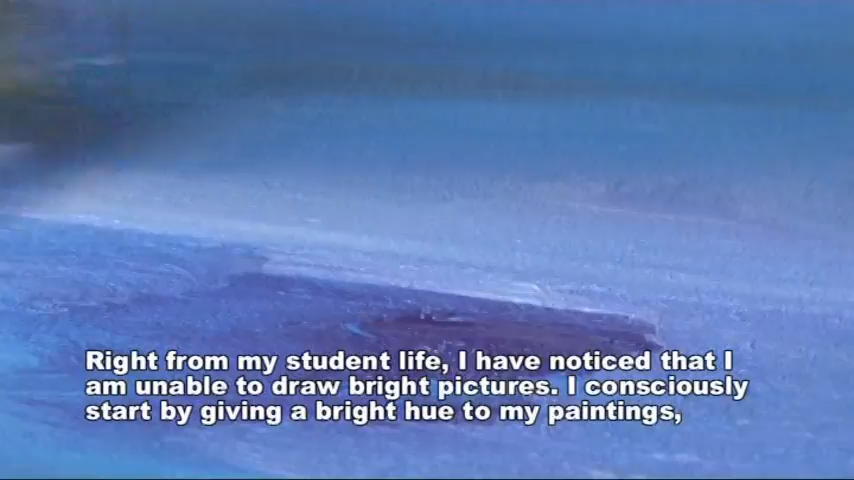 Right from my student life, I have noticed that I
am unable to draw bright pictures. I consciously
start by giving a bright hue to my paintings,